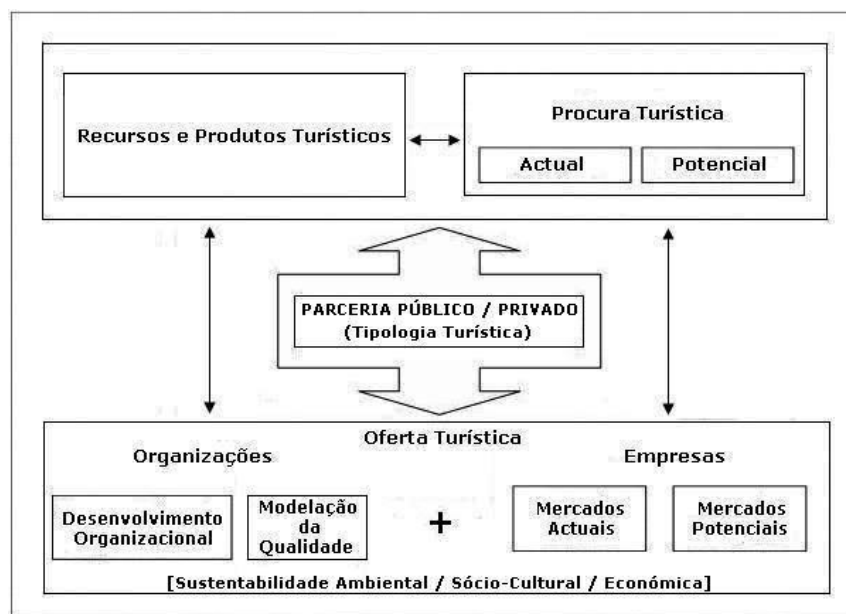 Recursos e Produtos Turísticos
Procura Turística
Actual
Potencial
PARCERIA PÚBLICO / PRIVADO
(Tipologia Turística)
Oferta Turística
Organizações
Empresas
Desenvolvimento
Organizacional
Modelação
da
Qualidade
+
Mercados
Actuais
Mercados
Potenciais
[Sustentabilidade Ambiental / Sócio-Cultural / Económica]